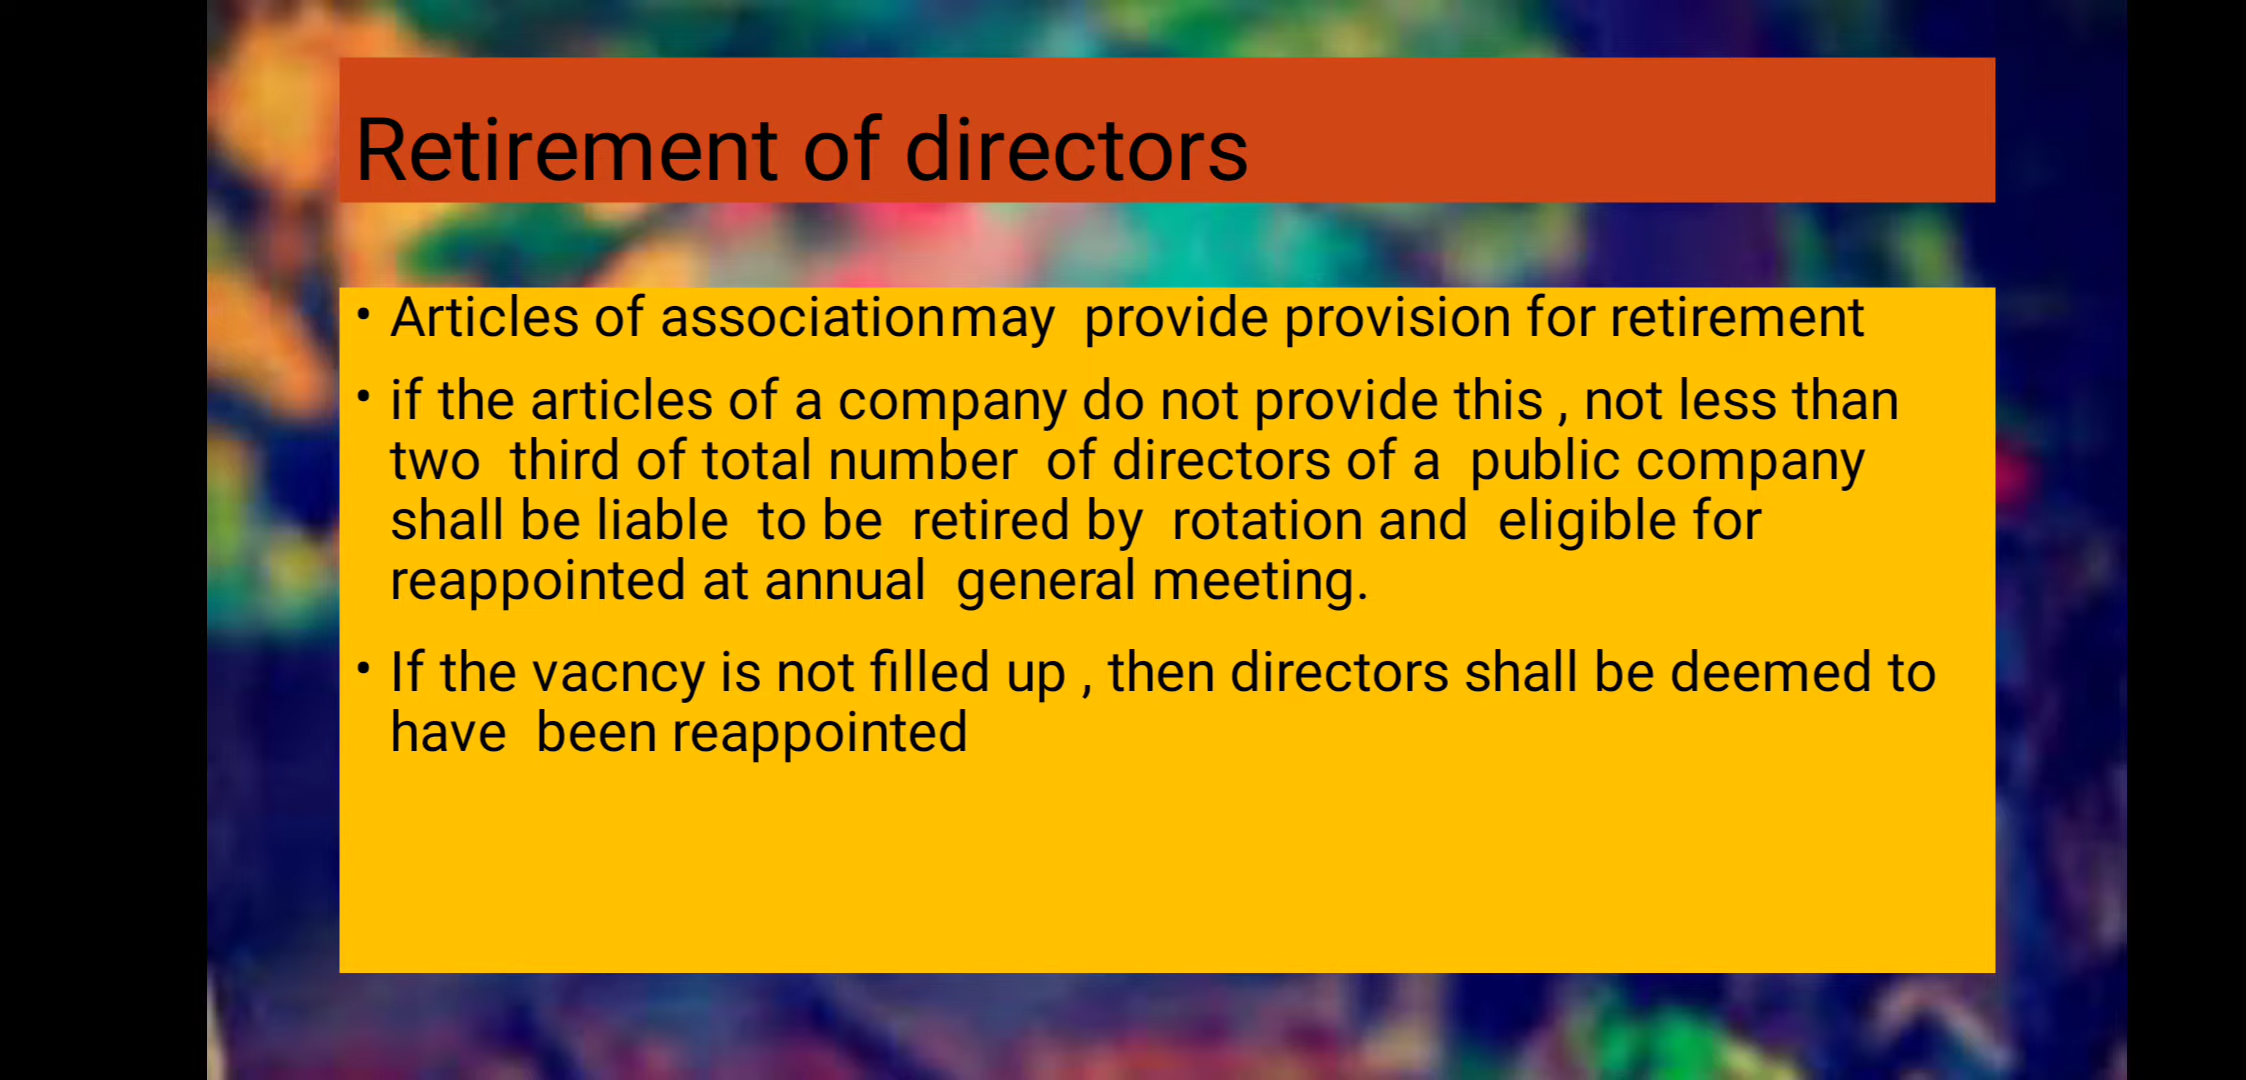 Retirement of directors
• Articles of association may provide provision for retirement
• if the articles of a company do not provide this , not less than
two third of total number of directors of a public company
shall be liable to be retired by rotation and eligible for
reappointed at annual general meeting.
• If the vacncy is not filled up , then directors shall be deemed to
have been reappointed